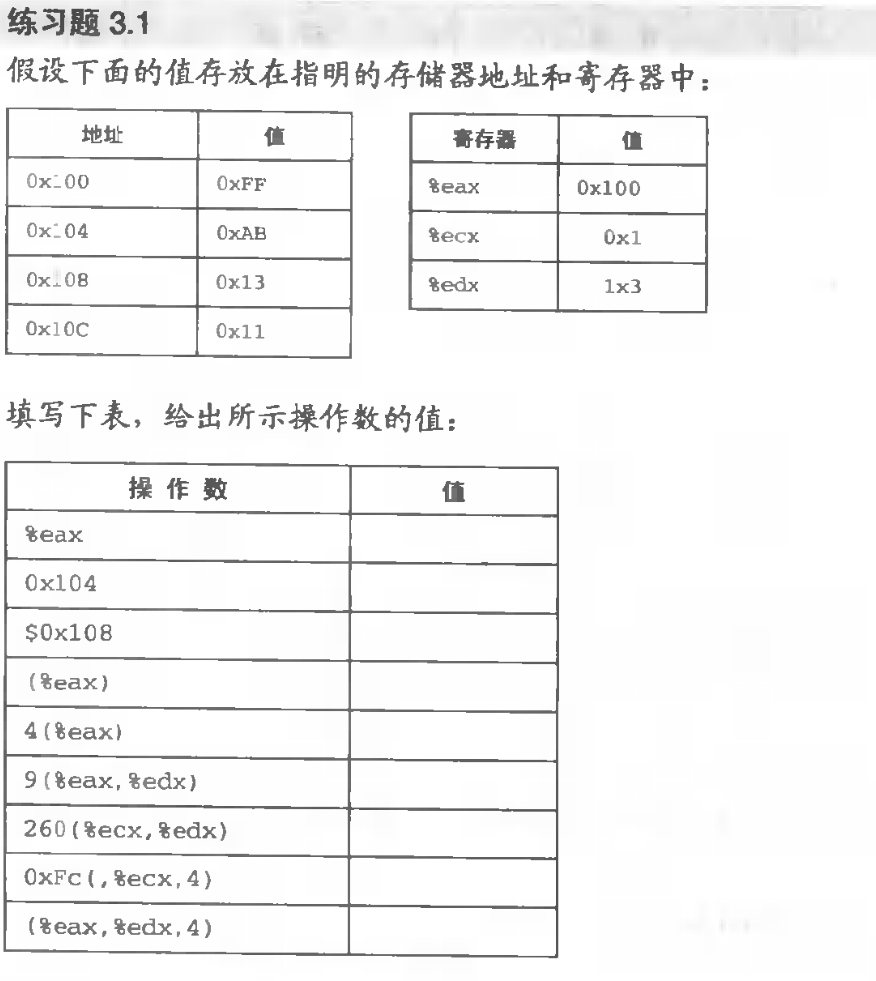 练习题 3.1
假设下面的值存放在指明的存储器地址和寄存器中：
地址 值
0x100 0xFF
0x104 0xAB
0x108 0x13
0x10C 0x11
寄存器 值
%eax 0x100
%ecx 0x1
%edx 1x3
填写下表，给出所示操作数的值：
操作数 值
%eax
0x104
$0x108
(%eax)
4(%eax)
9(%eax,%edx)
260(%ecx,%edx)
0xFc(,%ecx,4)
(%eax,%edx,4)